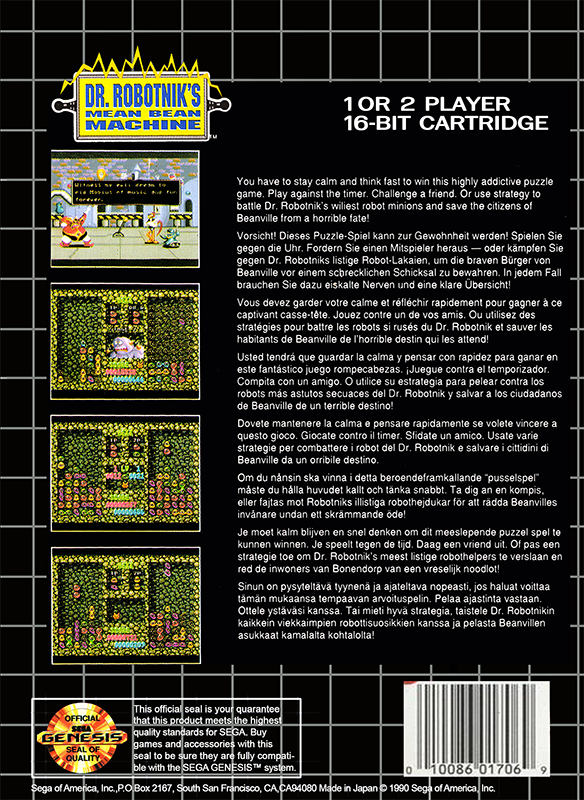 DR. ROBOTNIK'S
MEAN BEAN
MACHINE
TM
1 OR 2 PLAYER
16-BIT CARTRIDGE
Witness my evil dream to
rid Mobius of music and fun
forever.
You have to stay calm and think fast to win this highly addictive puzzle
game. Play against the timer. Challenge a friend. Or use strategy to
battle Dr. Robotnik's wiliest robot minions and save the citizens of
Beanville from a horrible fate!
Vorsicht! Dieses Puzzle-Spiel kann zur Gewohnheit werden! Spielen Sie
gegen die Uhr. Fordern Sie einen Mitspieler heraus — oder kämpfen Sie
gegen Dr. Robotniks listige Robot-Lakaien, um die braven Bürger von
Beanville vor einem schrecklichen Schicksal zu bewahren. In jedem Fall
brauchen Sie dazu eiskalte Nerven und eine klare Übersicht!
Vous devez garder votre calme et réfléchir rapidement pour gagner à ce
captivant casse-tête. Jouez contre un de vos amis. Ou utilizez des
stratégies pour battre les robots si rusés du Dr. Robotnik et sauver les
habitants de Beanville de l'horrible destin qui les attend!
Usted tendrá que guardar la calma y pensar con rapidez para ganar en
este fantástico juego rompecabezas. ¡Juegue contra el temporizador.
Compita con un amigo. O utilice su estrategia para pelear contra los
robots más astutos secuaces del Dr. Robotnik y salvar a los ciudadanos
de Beanville de un terrible destino!
Dovete mantenere la calma e pensare rapidamente se volete vincere a
questo gioco. Giocate contro il timer. Sfidate un amico. Usate varie
strategie per combattere i robot del Dr. Robotnik e salvare i cittidini di
Beanville da un orribile destino.
Om du nånsin ska vinna i detta beroendeframkallande "pusselspel"
måste du hålla huvudet kallt och tänka snabbt. Ta dig an en kompis,
eller fajtas mot Robotniks illistiga robothejdukar för att rädda Beanvilles
invånare undan ett skrämmande öde!
Je moet kalm blijven en snel denken om dit meeslepende puzzel spel te
kunnen winnen. Je speelt tegen de tijd. Daag een vriend uit. Of pas een
strategie toe om Dr. Robotnik's meest listige robothelpers te verslaan en
red de inwoners van Bonendorp van een vreselijk noodlot!
Sinun on pysyteltävä tyynenä ja ajateltava nopeasti, jos haluat voittaa
tämän mukaansa tempaavan arvoituspelin. Pelaa ajastinta vastaan.
Ottele ystäväsi kanssa. Tai mieti hyvä strategia, taistele Dr. Robotnikin
kaikkein viekkaimpien robottisuosikkien kanssa ja pelasta Beanvillen
asukkaat kamalalta kohtalolta!
OFFICIAL
SEGA
GENESIS
SEAL OF
QUALITY
This official seal is your guarantee
that this product meets the highest
quality standards for SEGA. Buy
games and accessories with this
seal to be sure they are fully compati-
ble with the SEGA GENESIS™ system.
0 10086 01706 9
Sega of America, Inc.,P.O Box 2167, South San Francisco, CA,CA94080 Made in Japan © 1990 Sega of America, Inc.